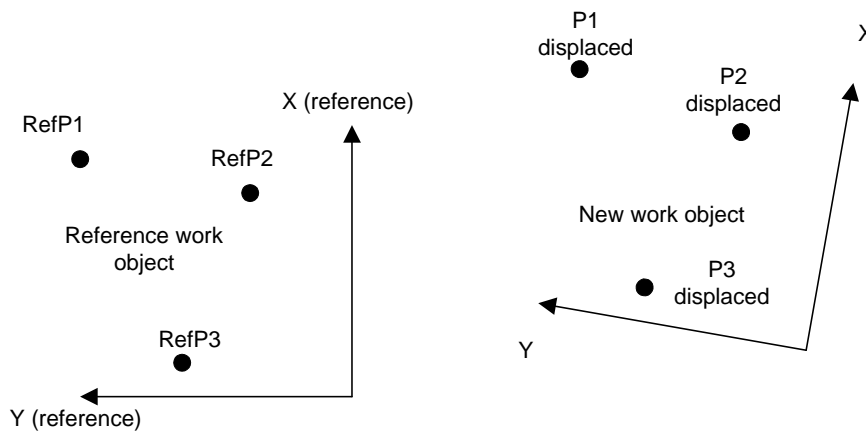 X (reference)
RefP1
RefP2
Reference work
object
RefP3
Y (reference)
P1
displaced
X
P2
displaced
New work object
P3
displaced
Y